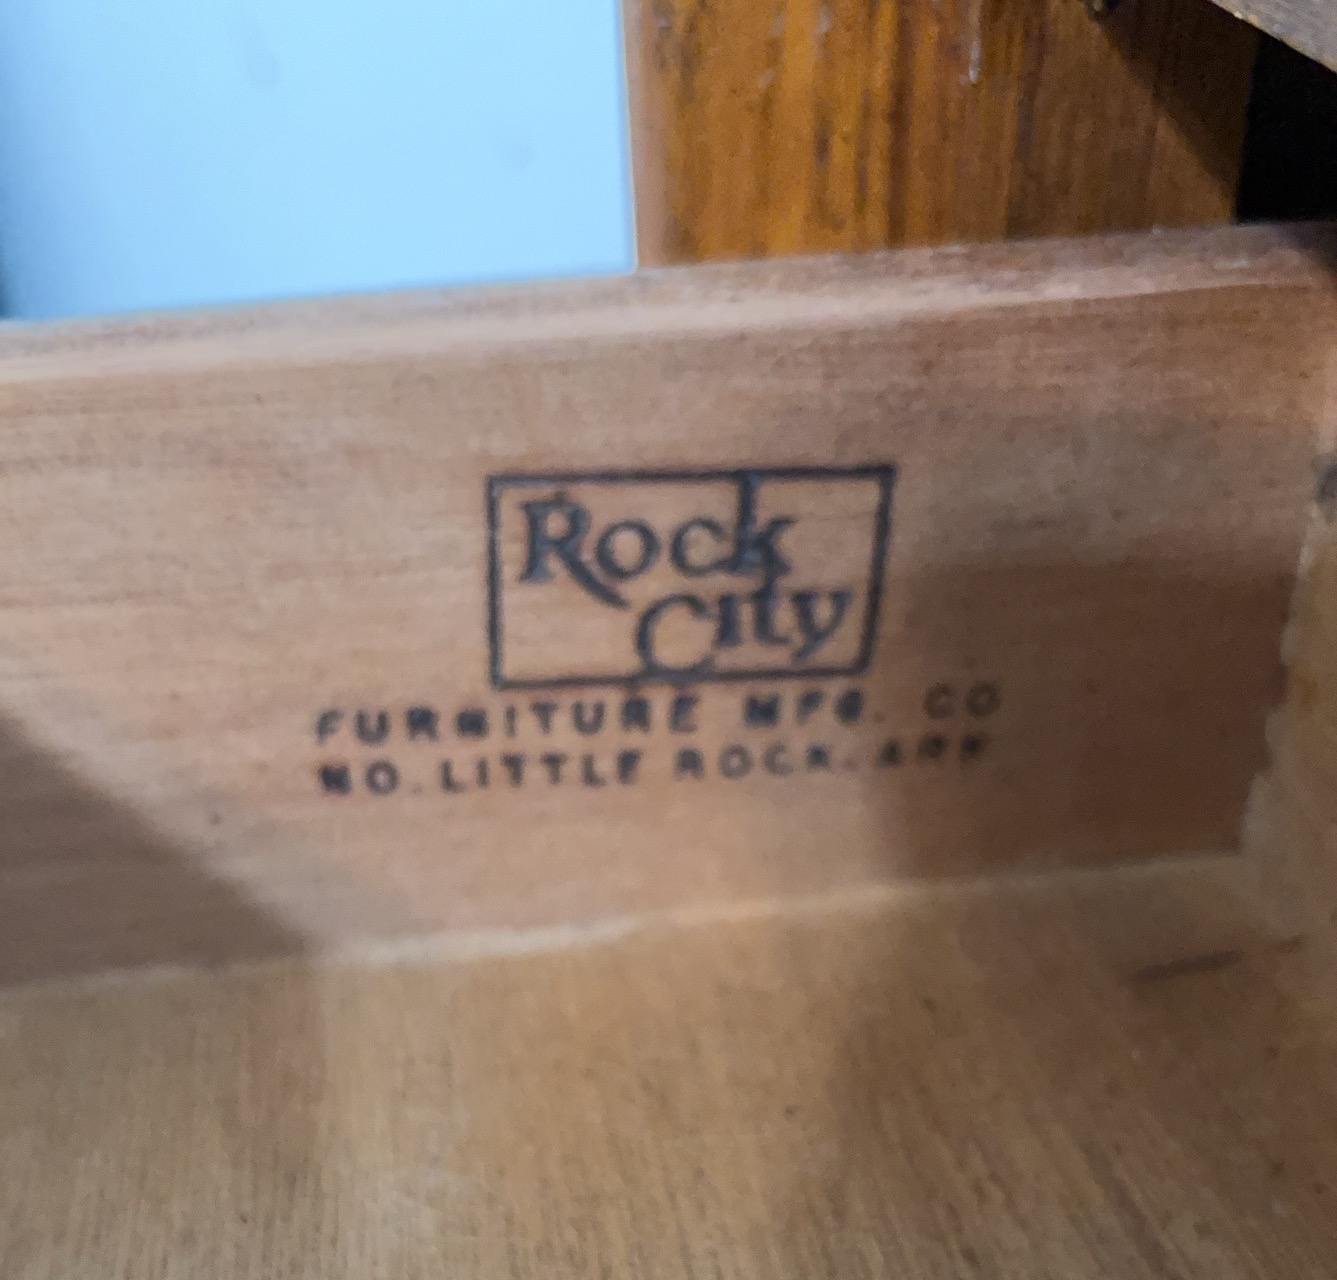 Rock
City
FURNITURE MFG. CO
NO. LITTLE ROCK. ARK